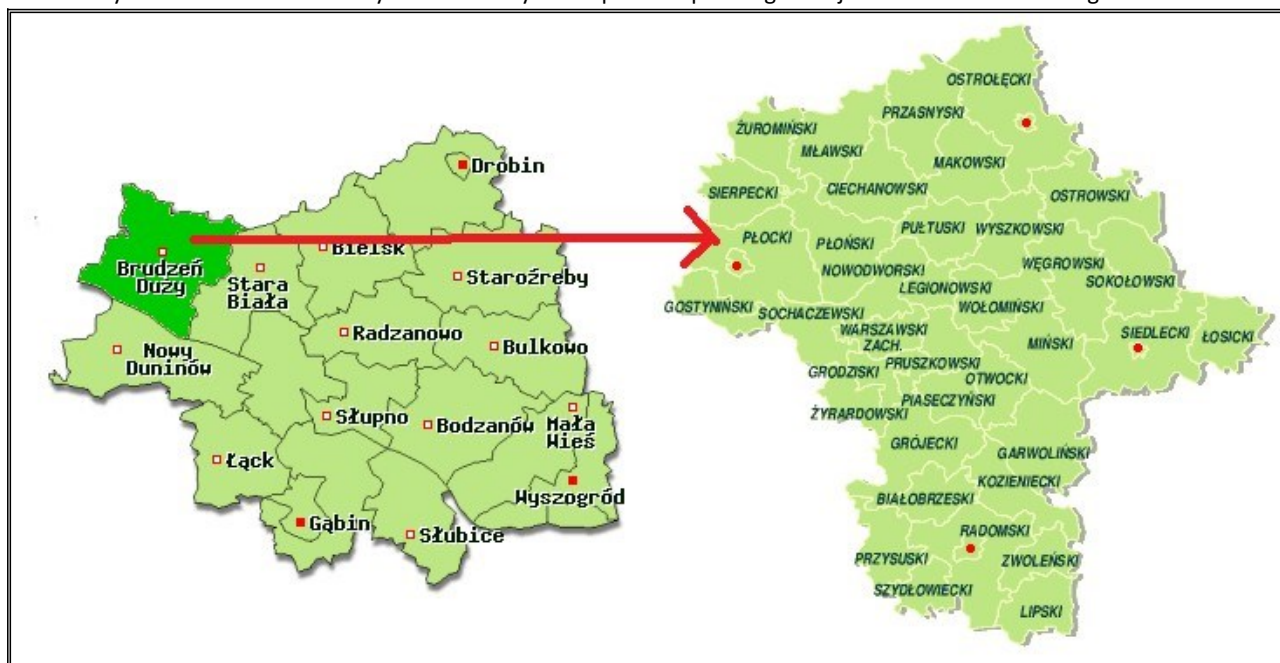 Drobin
Bielsk
Brudzeń
Duży
Stara
Biała
Staroźreby
Radzanowo
Bulkowo
Nowy
Duninów
Słupno
Bodzanów
Mała
Wieś
Łąck
Wyszogród
Gąbin
Słubice
OSTROŁĘCKI
PRZASNYSKI
ŻUROMIŃSKI
MŁAWSKI
MAKOWSKI
SIERPECKI
CIECHANOWSKI
OSTROWSKI
PŁOCKI
PŁOŃSKI
PUŁTUSKI
WYSZKOWSKI
NOWODWORSKI
WĘGROWSKI
SOKOŁOWSKI
LEGIONOWSKI
GOSTYNIŃSKI
SOCHACZEWSKI
WOŁOMIŃSKI
WARSZAWSKI
ZACH.
MIŃSKI
SIEDLECKI
ŁOSICKI
PRUSZKOWSKI
GRODZISKI
OTWOCKI
PIASECZYŃSKI
ŻYRARDOWSKI
GRÓJECKI
GARWOLIŃSKI
KOZIENIECKI
BIAŁOBRZESKI
RADOMSKI
PRZYSUSKI
ZWOLEŃSKI
SZYDŁOWIECKI
LIPSKI